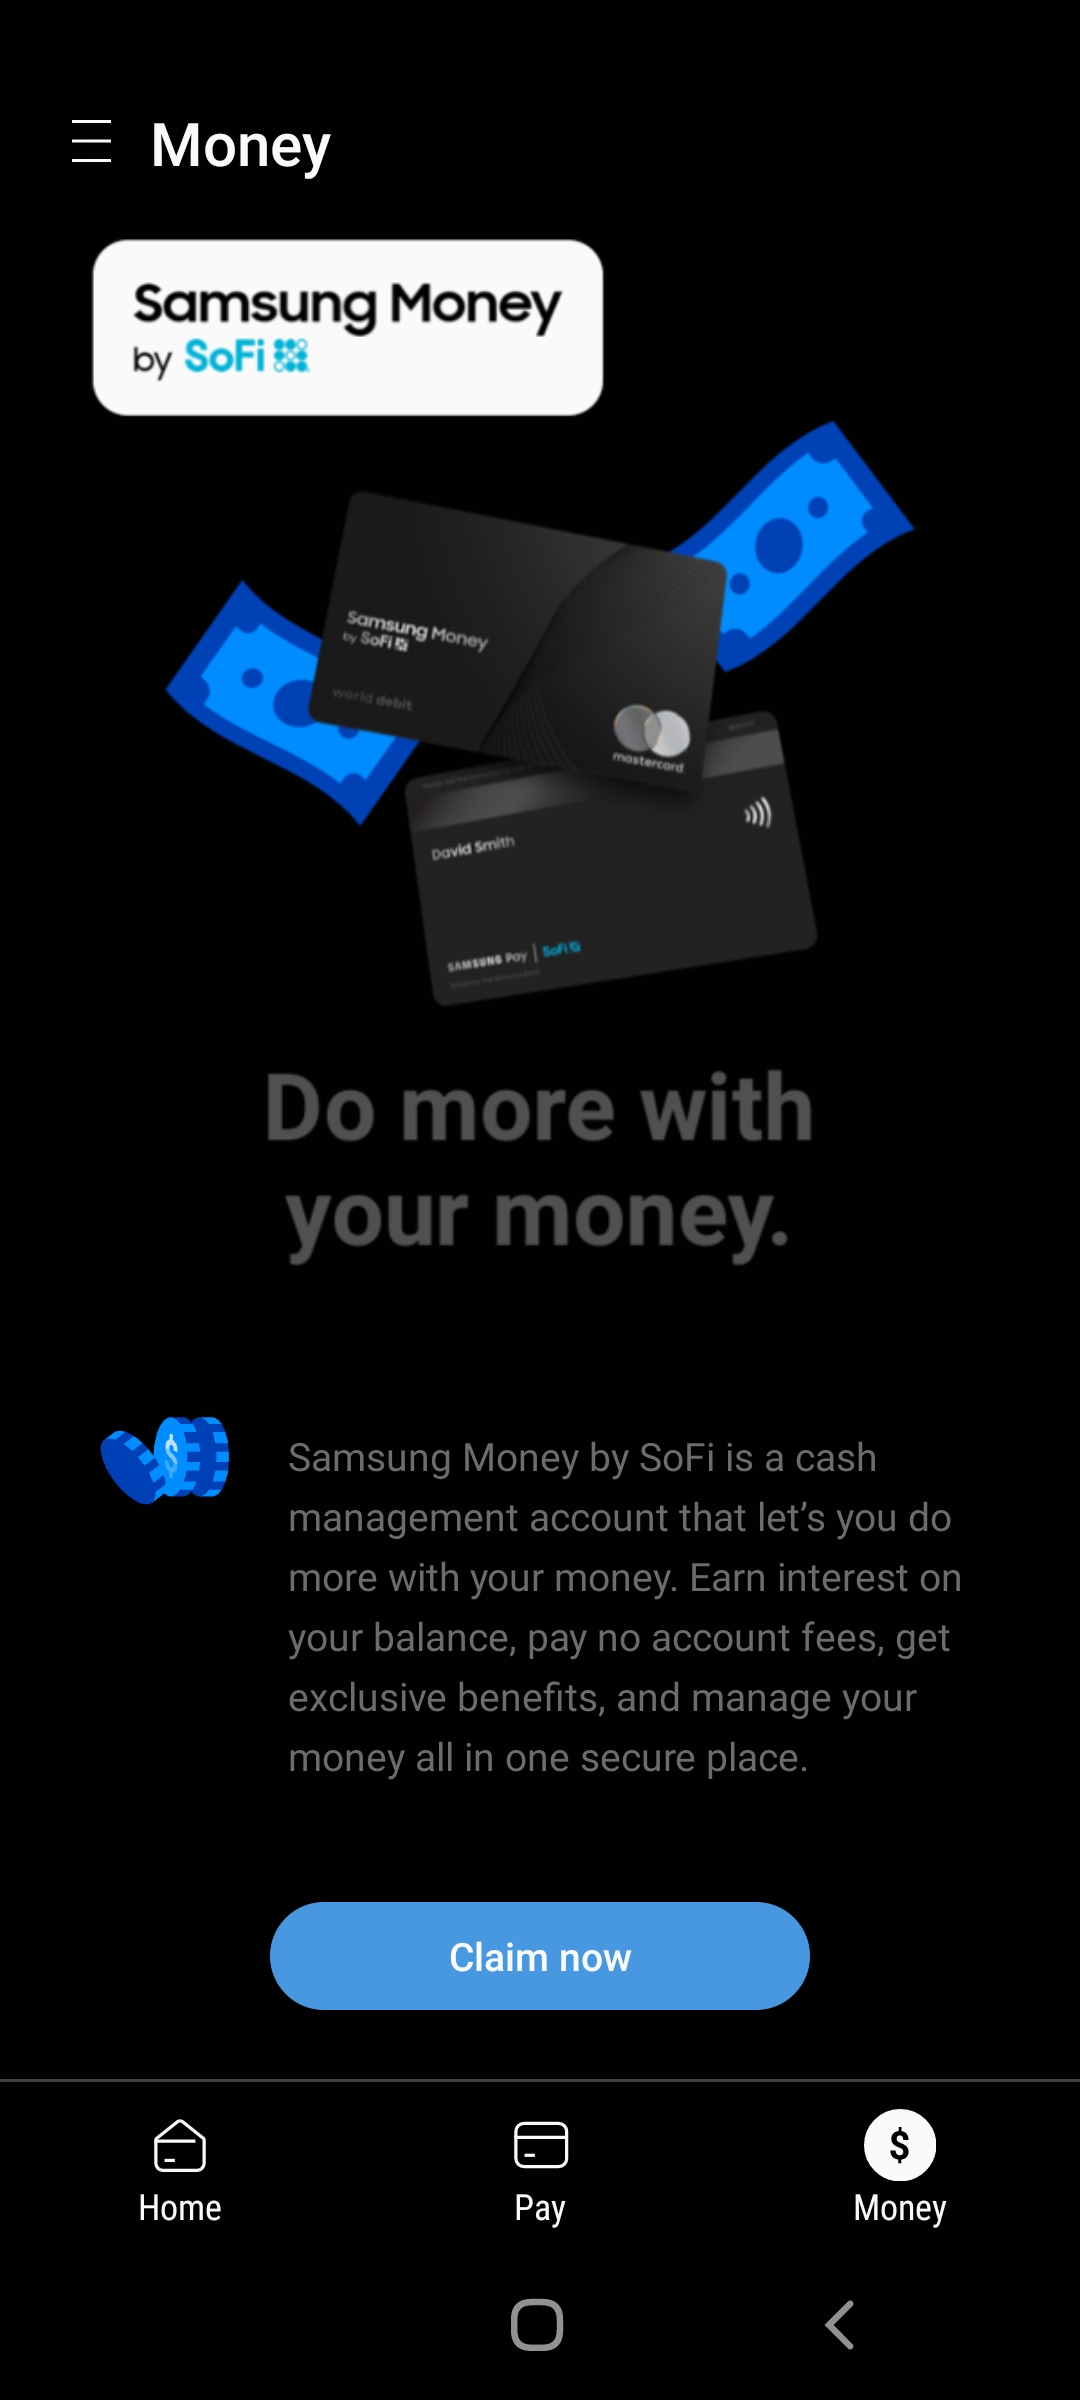 Money
Samsung Money
by SoFi
Samsung Money
by SoFi
world debit
mastercard
David Smith
SAMSUNG Pay | SoFi
Do more with
your money.
$
Samsung Money by SoFi is a cash
management account that let’s you do
more with your money. Earn interest on
your balance, pay no account fees, get
exclusive benefits, and manage your
money all in one secure place.
Claim now
$
Home
Pay
Money